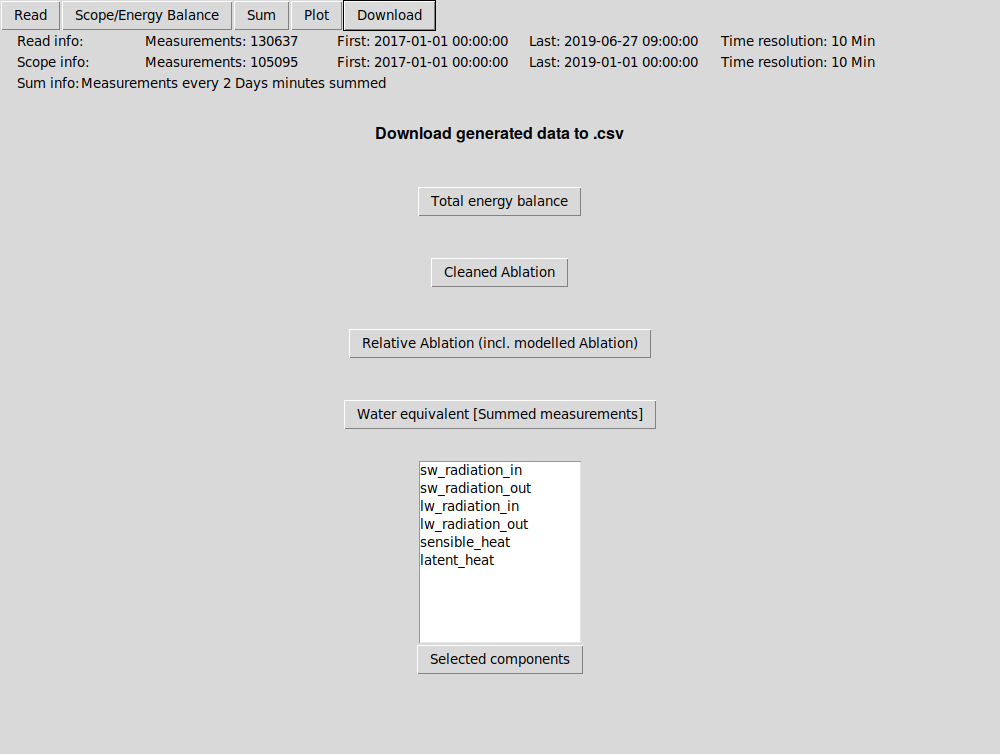 Read Scope/Energy Balance Sum Plot Download
Read info: Measurements: 130637 First: 2017-01-01 00:00:00 Last: 2019-06-27 09:00:00 Time resolution: 10 Min
Scope info: Measurements: 105095 First: 2017-01-01 00:00:00 Last: 2019-01-01 00:00:00 Time resolution: 10 Min
Sum info: Measurements every 2 Days minutes summed
Download generated data to .csv
Total energy balance
Cleaned Ablation
Relative Ablation (incl. modelled Ablation)
Water equivalent [Summed measurements]
sw_radiation_in
sw_radiation_out
lw_radiation_in
lw_radiation_out
sensible_heat
latent_heat
Selected components